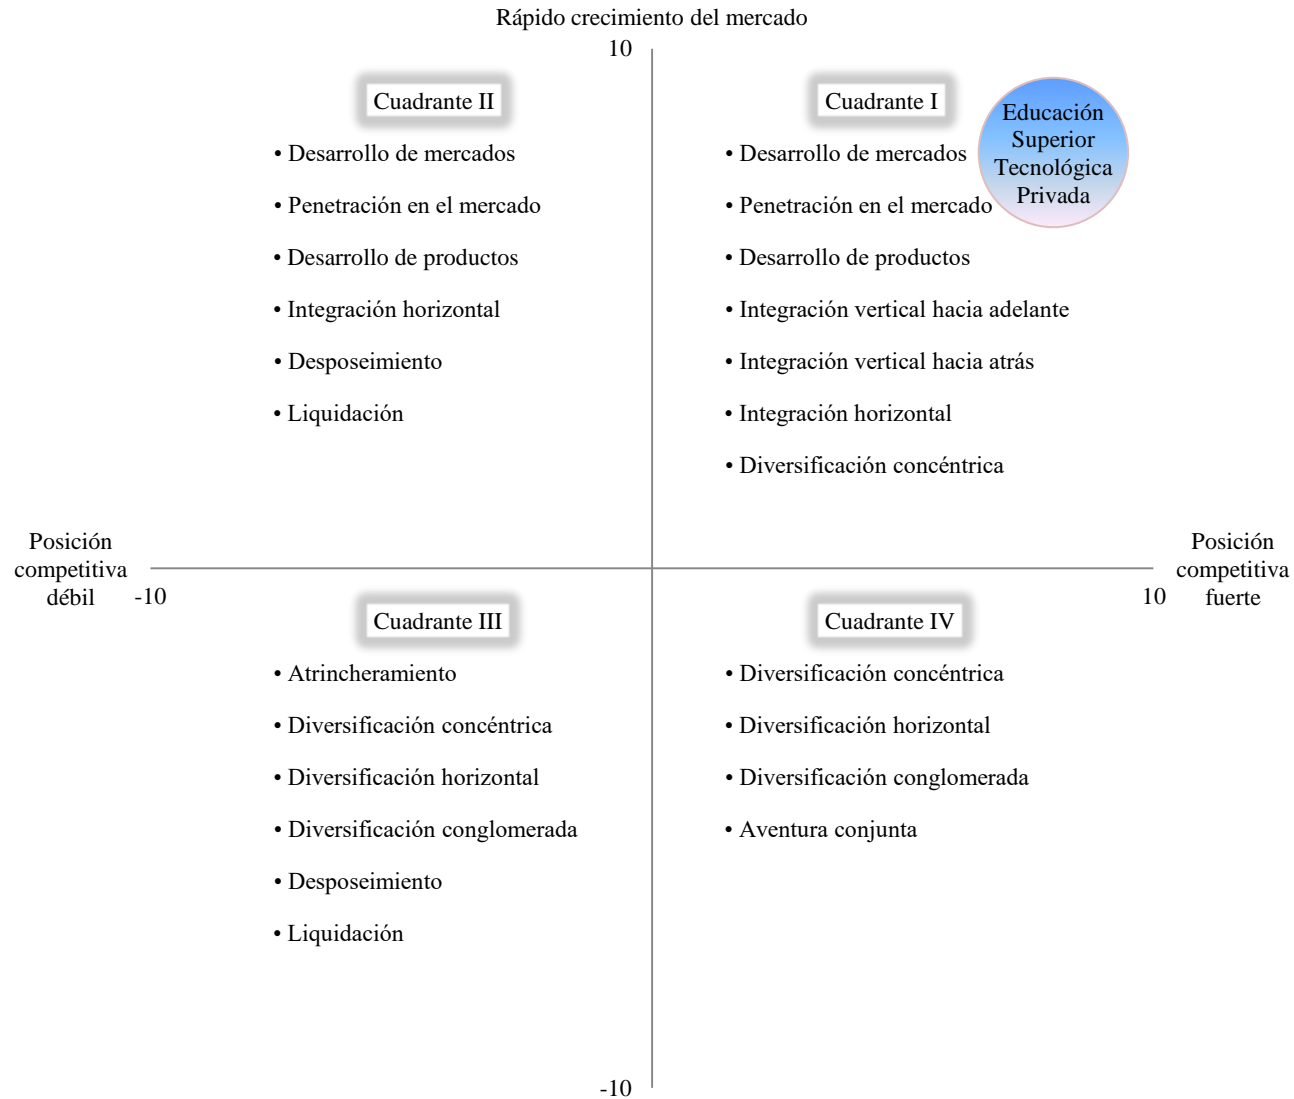 Rápido crecimiento del mercado
10
Cuadrante II
• Desarrollo de mercados
• Penetración en el mercado
• Desarrollo de productos
• Integración horizontal
• Desposeimiento
• Liquidación
Cuadrante I
• Desarrollo de mercados
• Penetración en el mercado
• Desarrollo de productos
• Integración vertical hacia adelante
• Integración vertical hacia atrás
• Integración horizontal
• Diversificación concéntrica
Educación
Superior
Tecnológica
Privada
Posición
competitiva
débil
-10
Posición
competitiva
fuerte
10
Cuadrante III
• Atrincheramiento
• Diversificación concéntrica
• Diversificación horizontal
• Diversificación conglomerada
• Desposeimiento
• Liquidación
Cuadrante IV
• Diversificación concéntrica
• Diversificación horizontal
• Diversificación conglomerada
• Aventura conjunta
-10